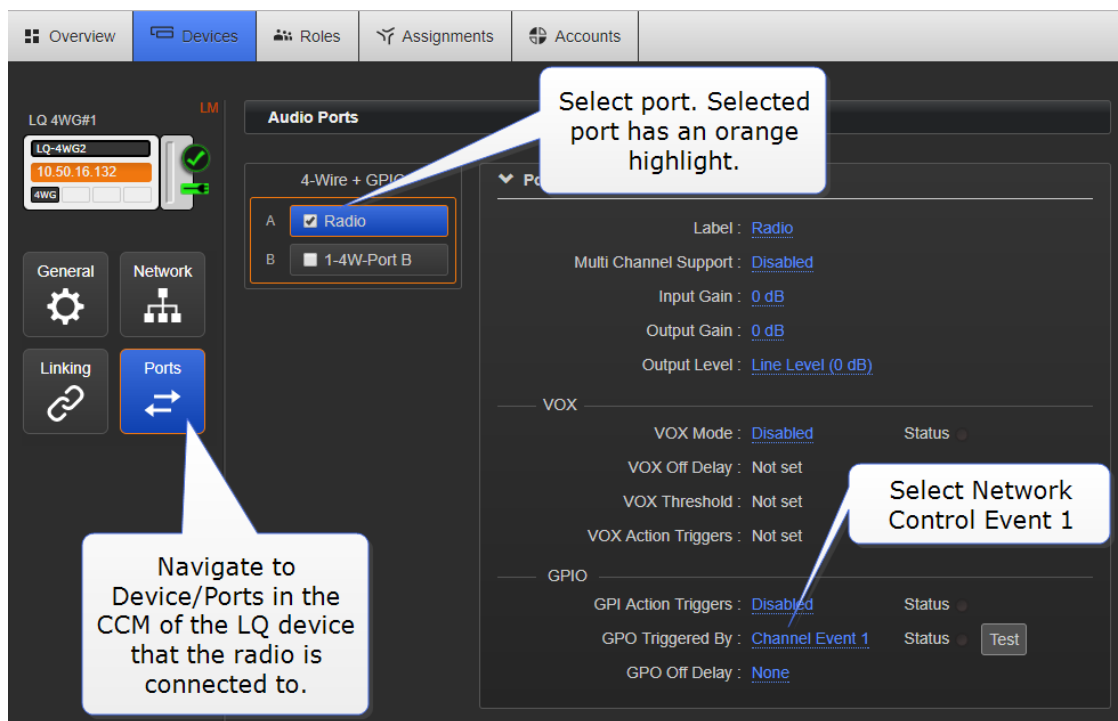 Overview
Devices
Roles
Assignments
Accounts
LM
LQ 4WG#1
LQ-4WG2
10.50.16.132
4WG
General
Network
Linking
Ports
Audio Ports
4-Wire + GPIO
A
Radio
B
1-4W-Port B
Select port. Selected
port has an orange
highlight.
Label : Radio
Multi Channel Support : Disabled
Input Gain : 0 dB
Output Gain : 0 dB
Output Level : Line Level (0 dB)
VOX
VOX Mode : Disabled Status
VOX Off Delay : Not set
VOX Threshold : Not set
VOX Action Triggers : Not set
Select Network
Control Event 1
GPIO
GPI Action Triggers : Disabled Status
GPO Triggered By : Channel Event 1 Status Test
GPO Off Delay : None
Navigate to
Device/Ports in the
CCM of the LQ device
that the radio is
connected to.